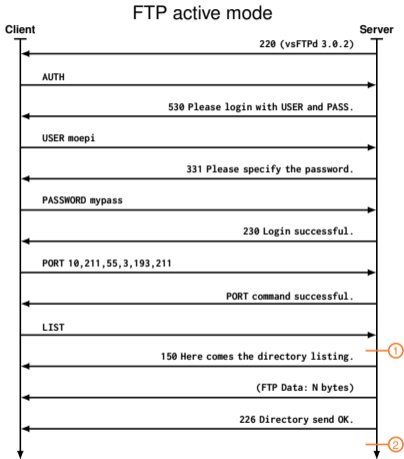 FTP active mode
Client
Server
220 (vsFTPd 3.0.2)
AUTH
530 Please login with USER and PASS.
USER moepi
331 Please specify the password.
PASSWORD mypass
230 Login successful.
PORT 10,211,55,3,193,211
PORT command successful.
LIST
1
150 Here comes the directory listing.
(FTP Data: N bytes)
226 Directory send OK.
2